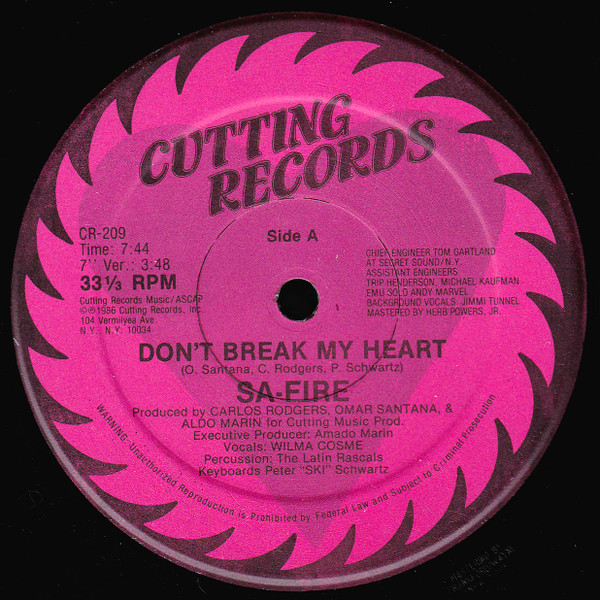 CUTTING
RECORDS
CR-209
Time: 7:44
7" Ver.: 3:48
33⅓ RPM
Cutting Records Music/ASCAP
©℗1986 Cutting Records, Inc.
104 Vermilyea Ave.
N.Y., N.Y. 10034
Side A
CHIEF ENGINEER TOM GARTLAND
AT SECRET SOUND/N.Y.
ASSISTANT ENGINEERS
TRIP HENDERSON, MICHAEL KAUFMAN
EMU SOLO ANDY MARVEL
BACKGROUND VOCALS: JIMMI TUNNEL
MASTERED BY HERB POWERS, JR.
DON'T BREAK MY HEART
(O. Santana, C. Rodgers, P. Schwartz)
SA-FIRE
Produced by CARLOS RODGERS, OMAR SANTANA, &
ALDO MARIN for Cutting Music Prod.
Executive Producer: Amado Marin
Vocals: WILMA COSME
Percussion: The Latin Rascals
Keyboards Peter "SKI" Schwartz
WARNING: Unauthorized Reproduction is Prohibited by Federal Law and Subject to Criminal Prosecution